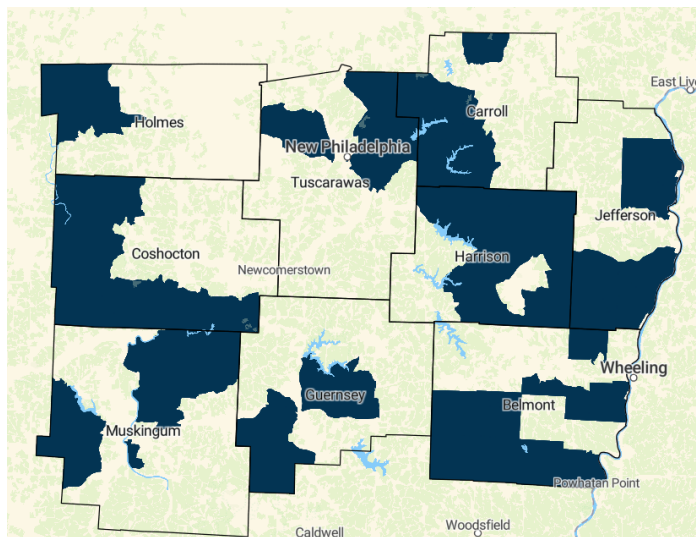 East Liv
Carroll
Holmes
New Philadelphia
Tuscarawas
Jefferson
Coshocton
Harrison
Newcomerstown
Wheeling
Guernsey
Belmont
Muskingum
Powhatan Point
Caldwell
Woodsfield